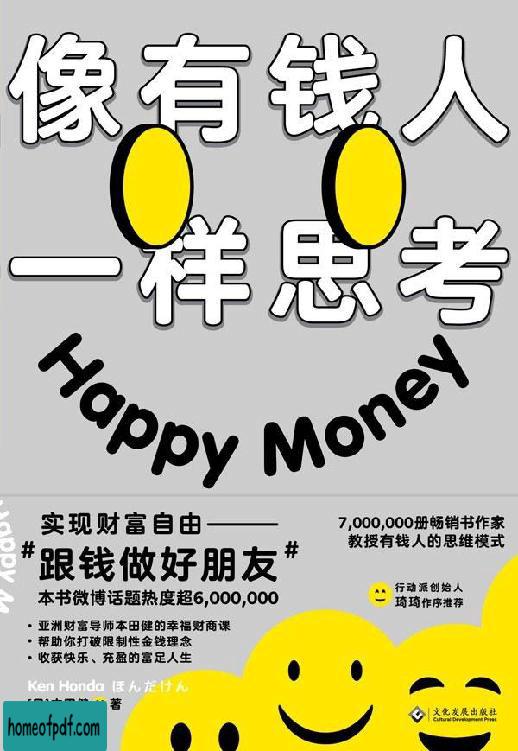 像有钱人
一样思考
Happy Money
实现财富自由——
#跟钱做好朋友#
本书微博话题热度超6,000,000
7,000,000册畅销书作家
教授有钱人的思维模式
行动派创始人
琦琦作序推荐
• 亚洲财富导师本田健的幸福财商课
• 帮助你打破限制性金钱理念
• 收获快乐、充盈的富足人生
Ken Honda ほんだけん
著
文化发展出版社
Cultural Development Press
homeofpdf.com
Happy M